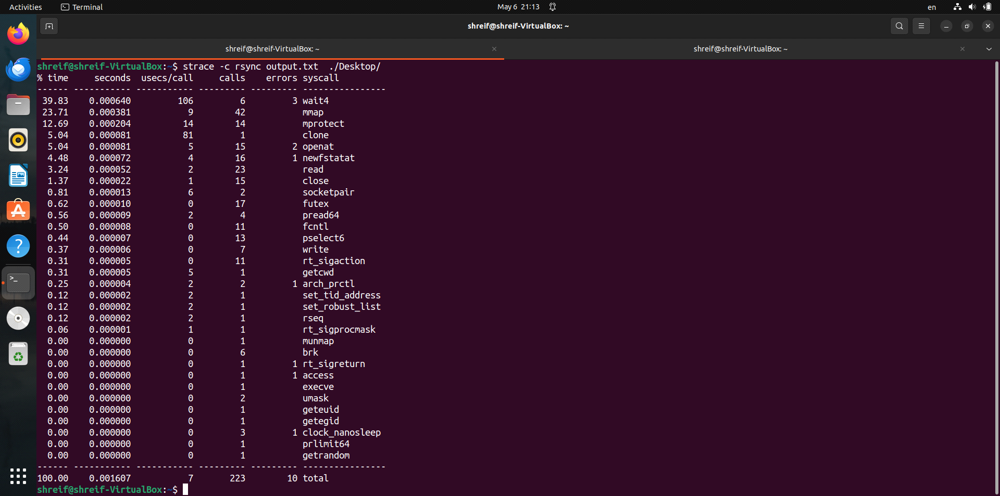 Activities Terminal May 6 21:13 en
shreif@shreif-VirtualBox: ~
shreif@shreif-VirtualBox: ~ shreif@shreif-VirtualBox: ~
shreif@shreif-VirtualBox:~$ strace -c rsync output.txt  ./Desktop/
% time     seconds  usecs/call     calls    errors syscall
------ ----------- ----------- --------- --------- ----------------
 39.83    0.000640         106         6         3 wait4
 23.71    0.000381           9        42           mmap
 12.69    0.000204          14        14           mprotect
  5.04    0.000081          81         1           clone
  5.04    0.000081           5        15         2 openat
  4.48    0.000072           4        16         1 newfstatat
  3.24    0.000052           2        23           read
  1.37    0.000022           1        15           close
  0.81    0.000013           6         2           socketpair
  0.62    0.000010           0        17           futex
  0.56    0.000009           2         4           pread64
  0.50    0.000008           0        11           fcntl
  0.44    0.000007           0        13           pselect6
  0.37    0.000006           0         7           write
  0.31    0.000005           0        11           rt_sigaction
  0.31    0.000005           5         1           getcwd
  0.25    0.000004           2         2         1 arch_prctl
  0.12    0.000002           2         1           set_tid_address
  0.12    0.000002           2         1           set_robust_list
  0.12    0.000002           2         1           rseq
  0.06    0.000001           1         1           rt_sigprocmask
  0.00    0.000000           0         1           munmap
  0.00    0.000000           0         6           brk
  0.00    0.000000           0         1         1 rt_sigreturn
  0.00    0.000000           0         1         1 access
  0.00    0.000000           0         1           execve
  0.00    0.000000           0         2           umask
  0.00    0.000000           0         1           geteuid
  0.00    0.000000           0         1           getegid
  0.00    0.000000           0         3         1 clock_nanosleep
  0.00    0.000000           0         1           prlimit64
  0.00    0.000000           0         1           getrandom
------ ----------- ----------- --------- --------- ----------------
100.00    0.001607           7       223        10 total
shreif@shreif-VirtualBox:~$